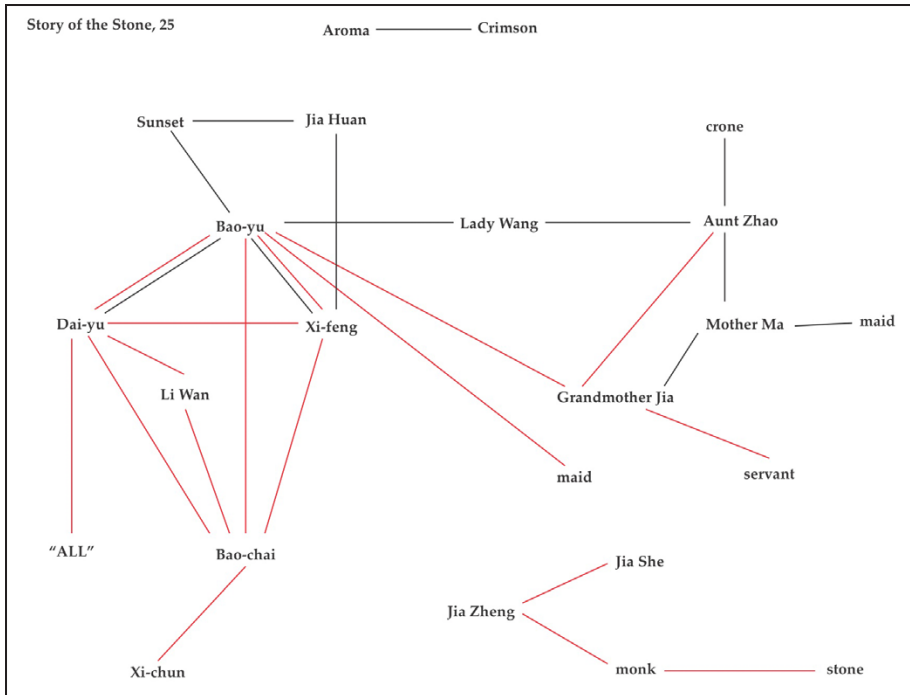 Story of the Stone, 25
Aroma
Crimson
Sunset
Jia Huan
crone
Bao-yu
Lady Wang
Aunt Zhao
Dai-yu
Xi-feng
Mother Ma
maid
Li Wan
Grandmother Jia
maid
servant
“ALL”
Bao-chai
Jia She
Jia Zheng
Xi-chun
monk
stone